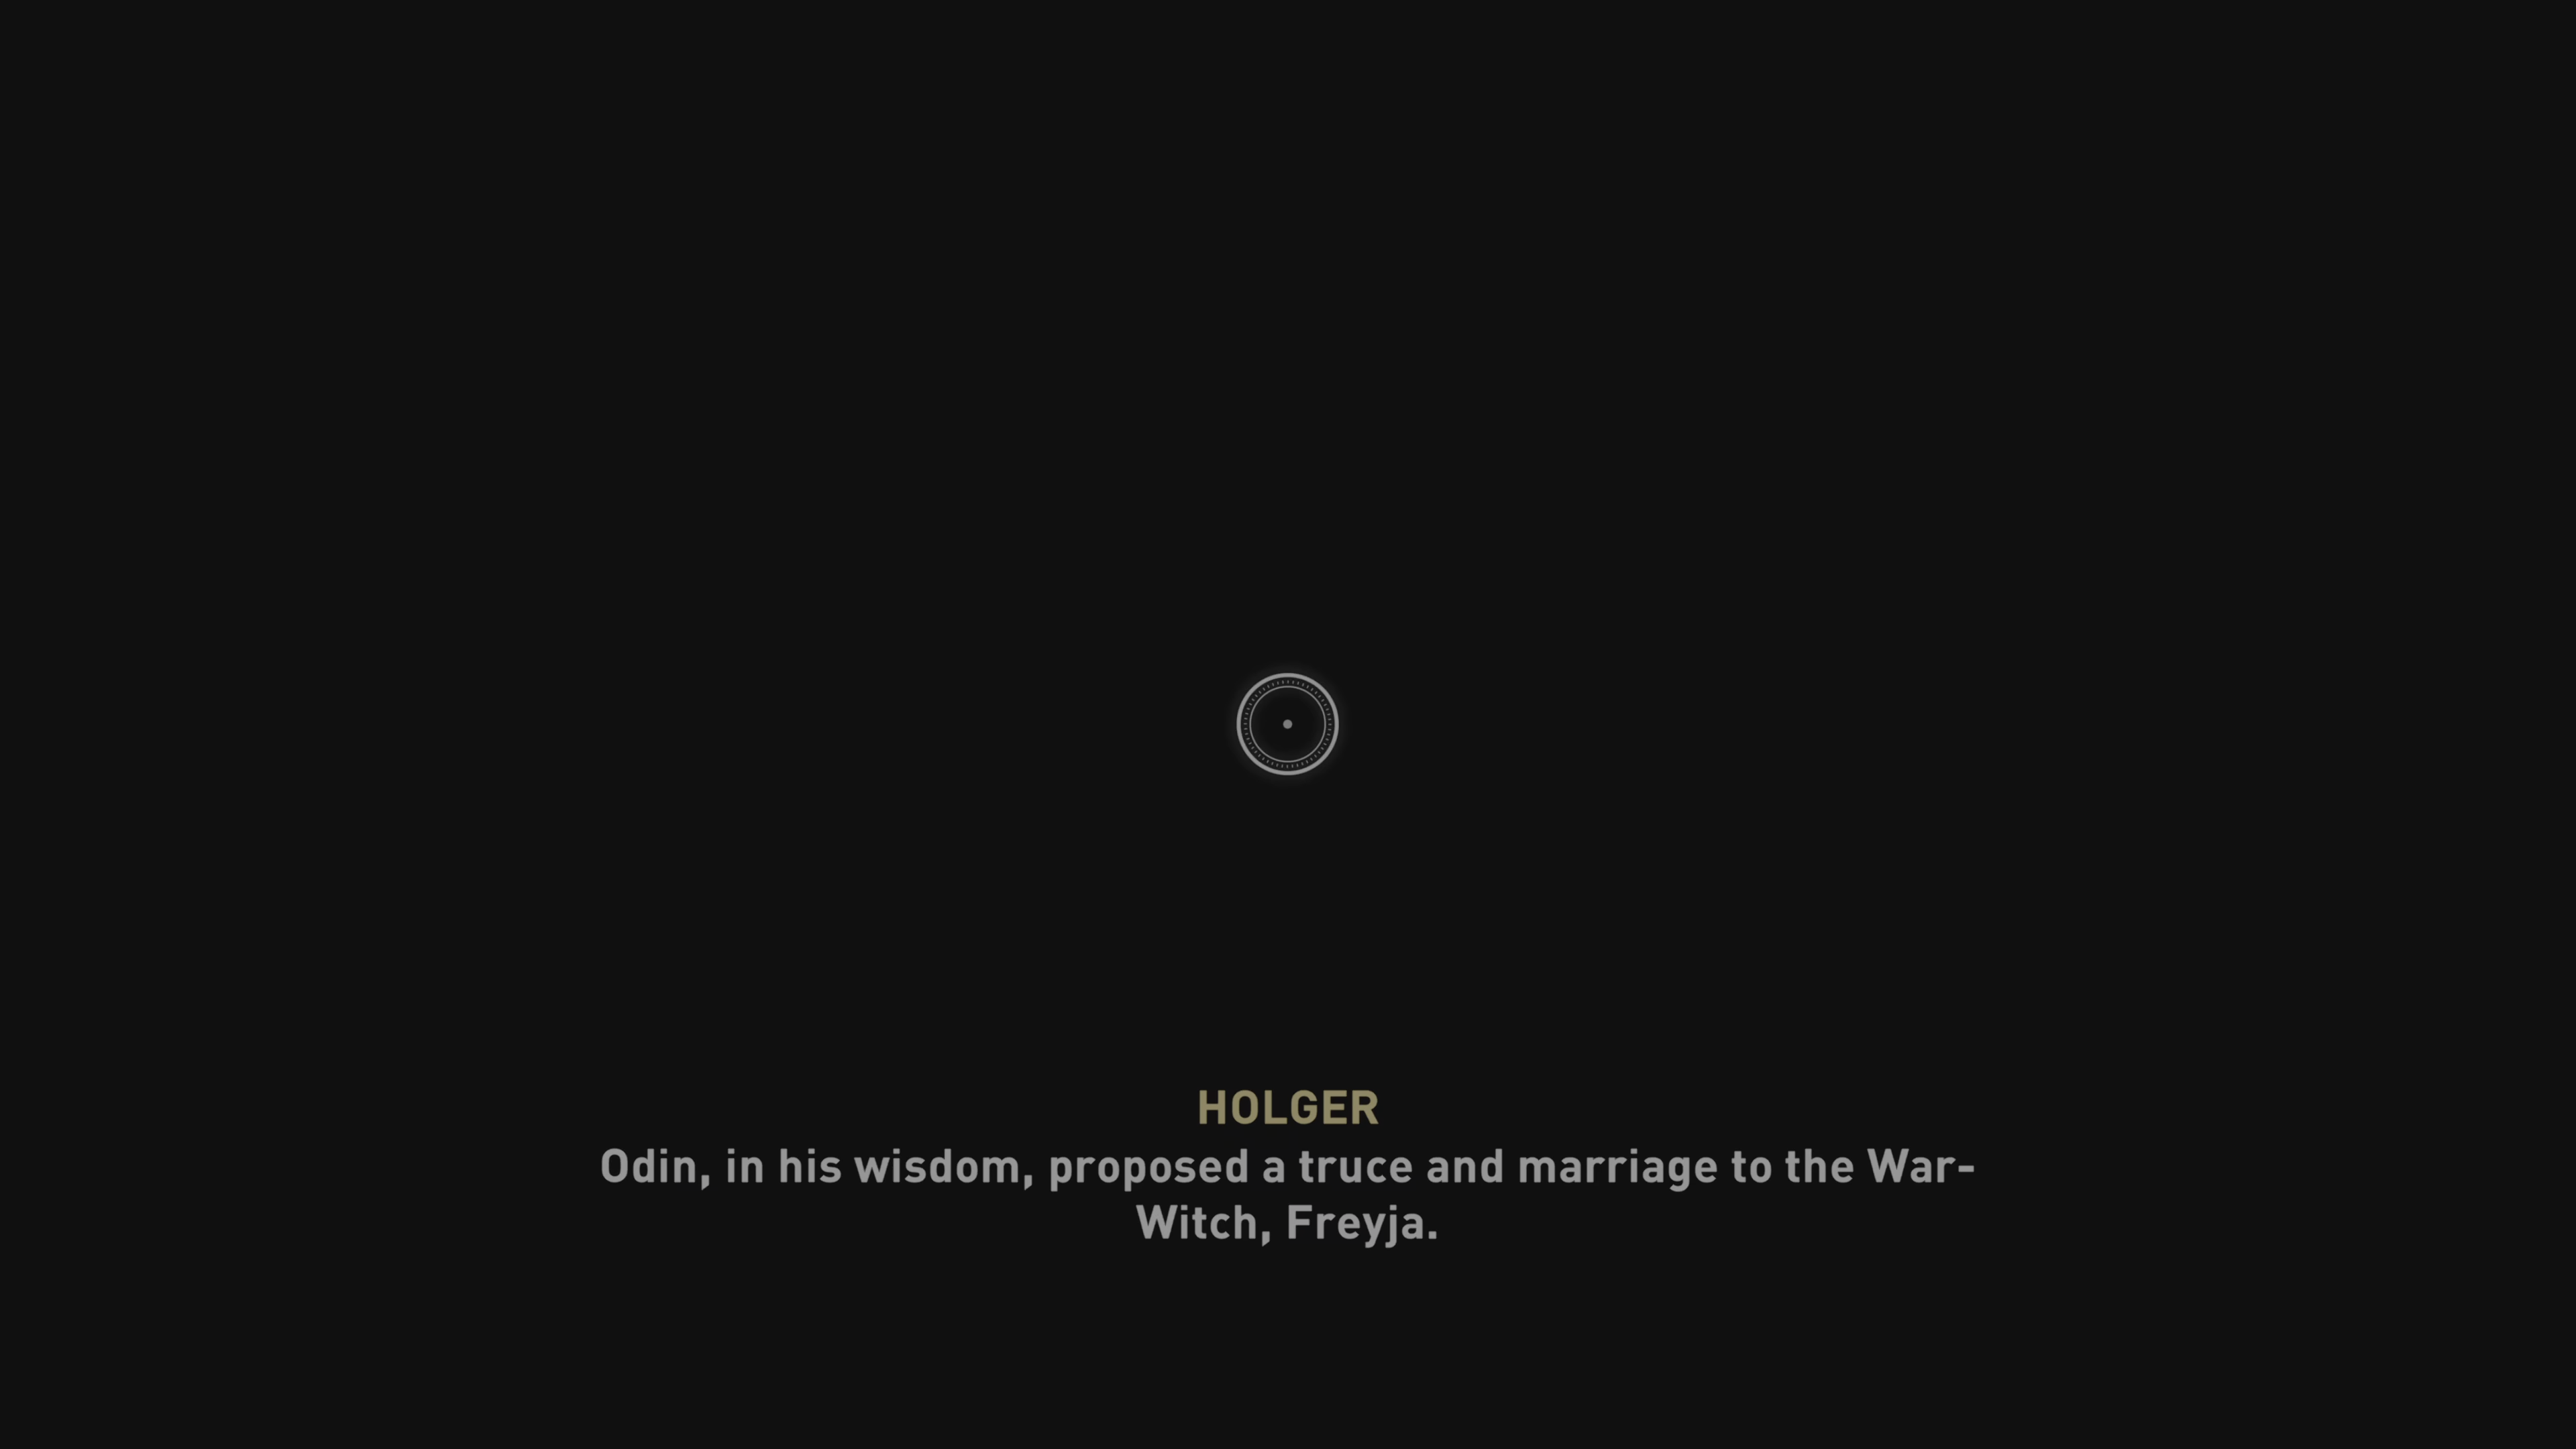 HOLGER
Odin, in his wisdom, proposed a truce and marriage to the War-
Witch, Freyja.